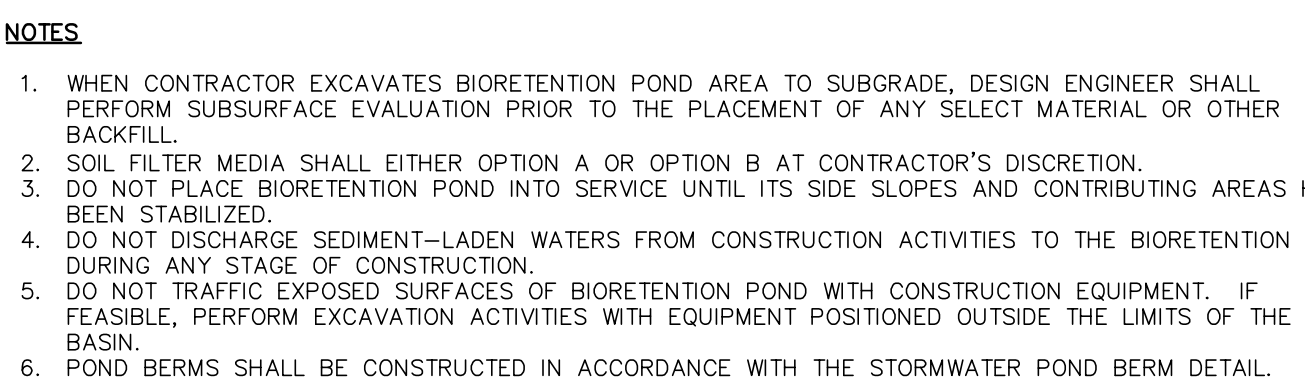 NOTES
1. WHEN CONTRACTOR EXCAVATES BIORETENTION POND AREA TO SUBGRADE, DESIGN ENGINEER SHALL
PERFORM SUBSURFACE EVALUATION PRIOR TO THE PLACEMENT OF ANY SELECT MATERIAL OR OTHER
BACKFILL.
2. SOIL FILTER MEDIA SHALL EITHER OPTION A OR OPTION B AT CONTRACTOR'S DISCRETION.
3. DO NOT PLACE BIORETENTION POND INTO SERVICE UNTIL ITS SIDE SLOPES AND CONTRIBUTING AREAS
BEEN STABILIZED.
4. DO NOT DISCHARGE SEDIMENT–LADEN WATERS FROM CONSTRUCTION ACTIVITIES TO THE BIORETENTION
DURING ANY STAGE OF CONSTRUCTION.
5. DO NOT TRAFFIC EXPOSED SURFACES OF BIORETENTION POND WITH CONSTRUCTION EQUIPMENT. IF
FEASIBLE, PERFORM EXCAVATION ACTIVITIES WITH EQUIPMENT POSITIONED OUTSIDE THE LIMITS OF THE
BASIN.
6. POND BERMS SHALL BE CONSTRUCTED IN ACCORDANCE WITH THE STORMWATER POND BERM DETAIL.